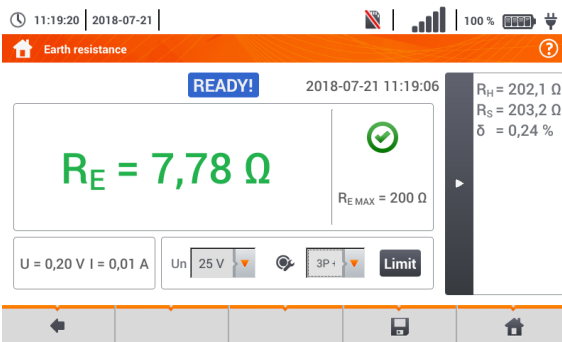 11:19:20 2018-07-21 100 %
Earth resistance ?
READY! 2018-07-21 11:19:06
RE = 7,78 Ω
RE MAX = 200 Ω
RH = 202,1 Ω
RS = 203,2 Ω
δ = 0,24 %
U = 0,20 V I = 0,01 A
Un 25 V 3P+ Limit